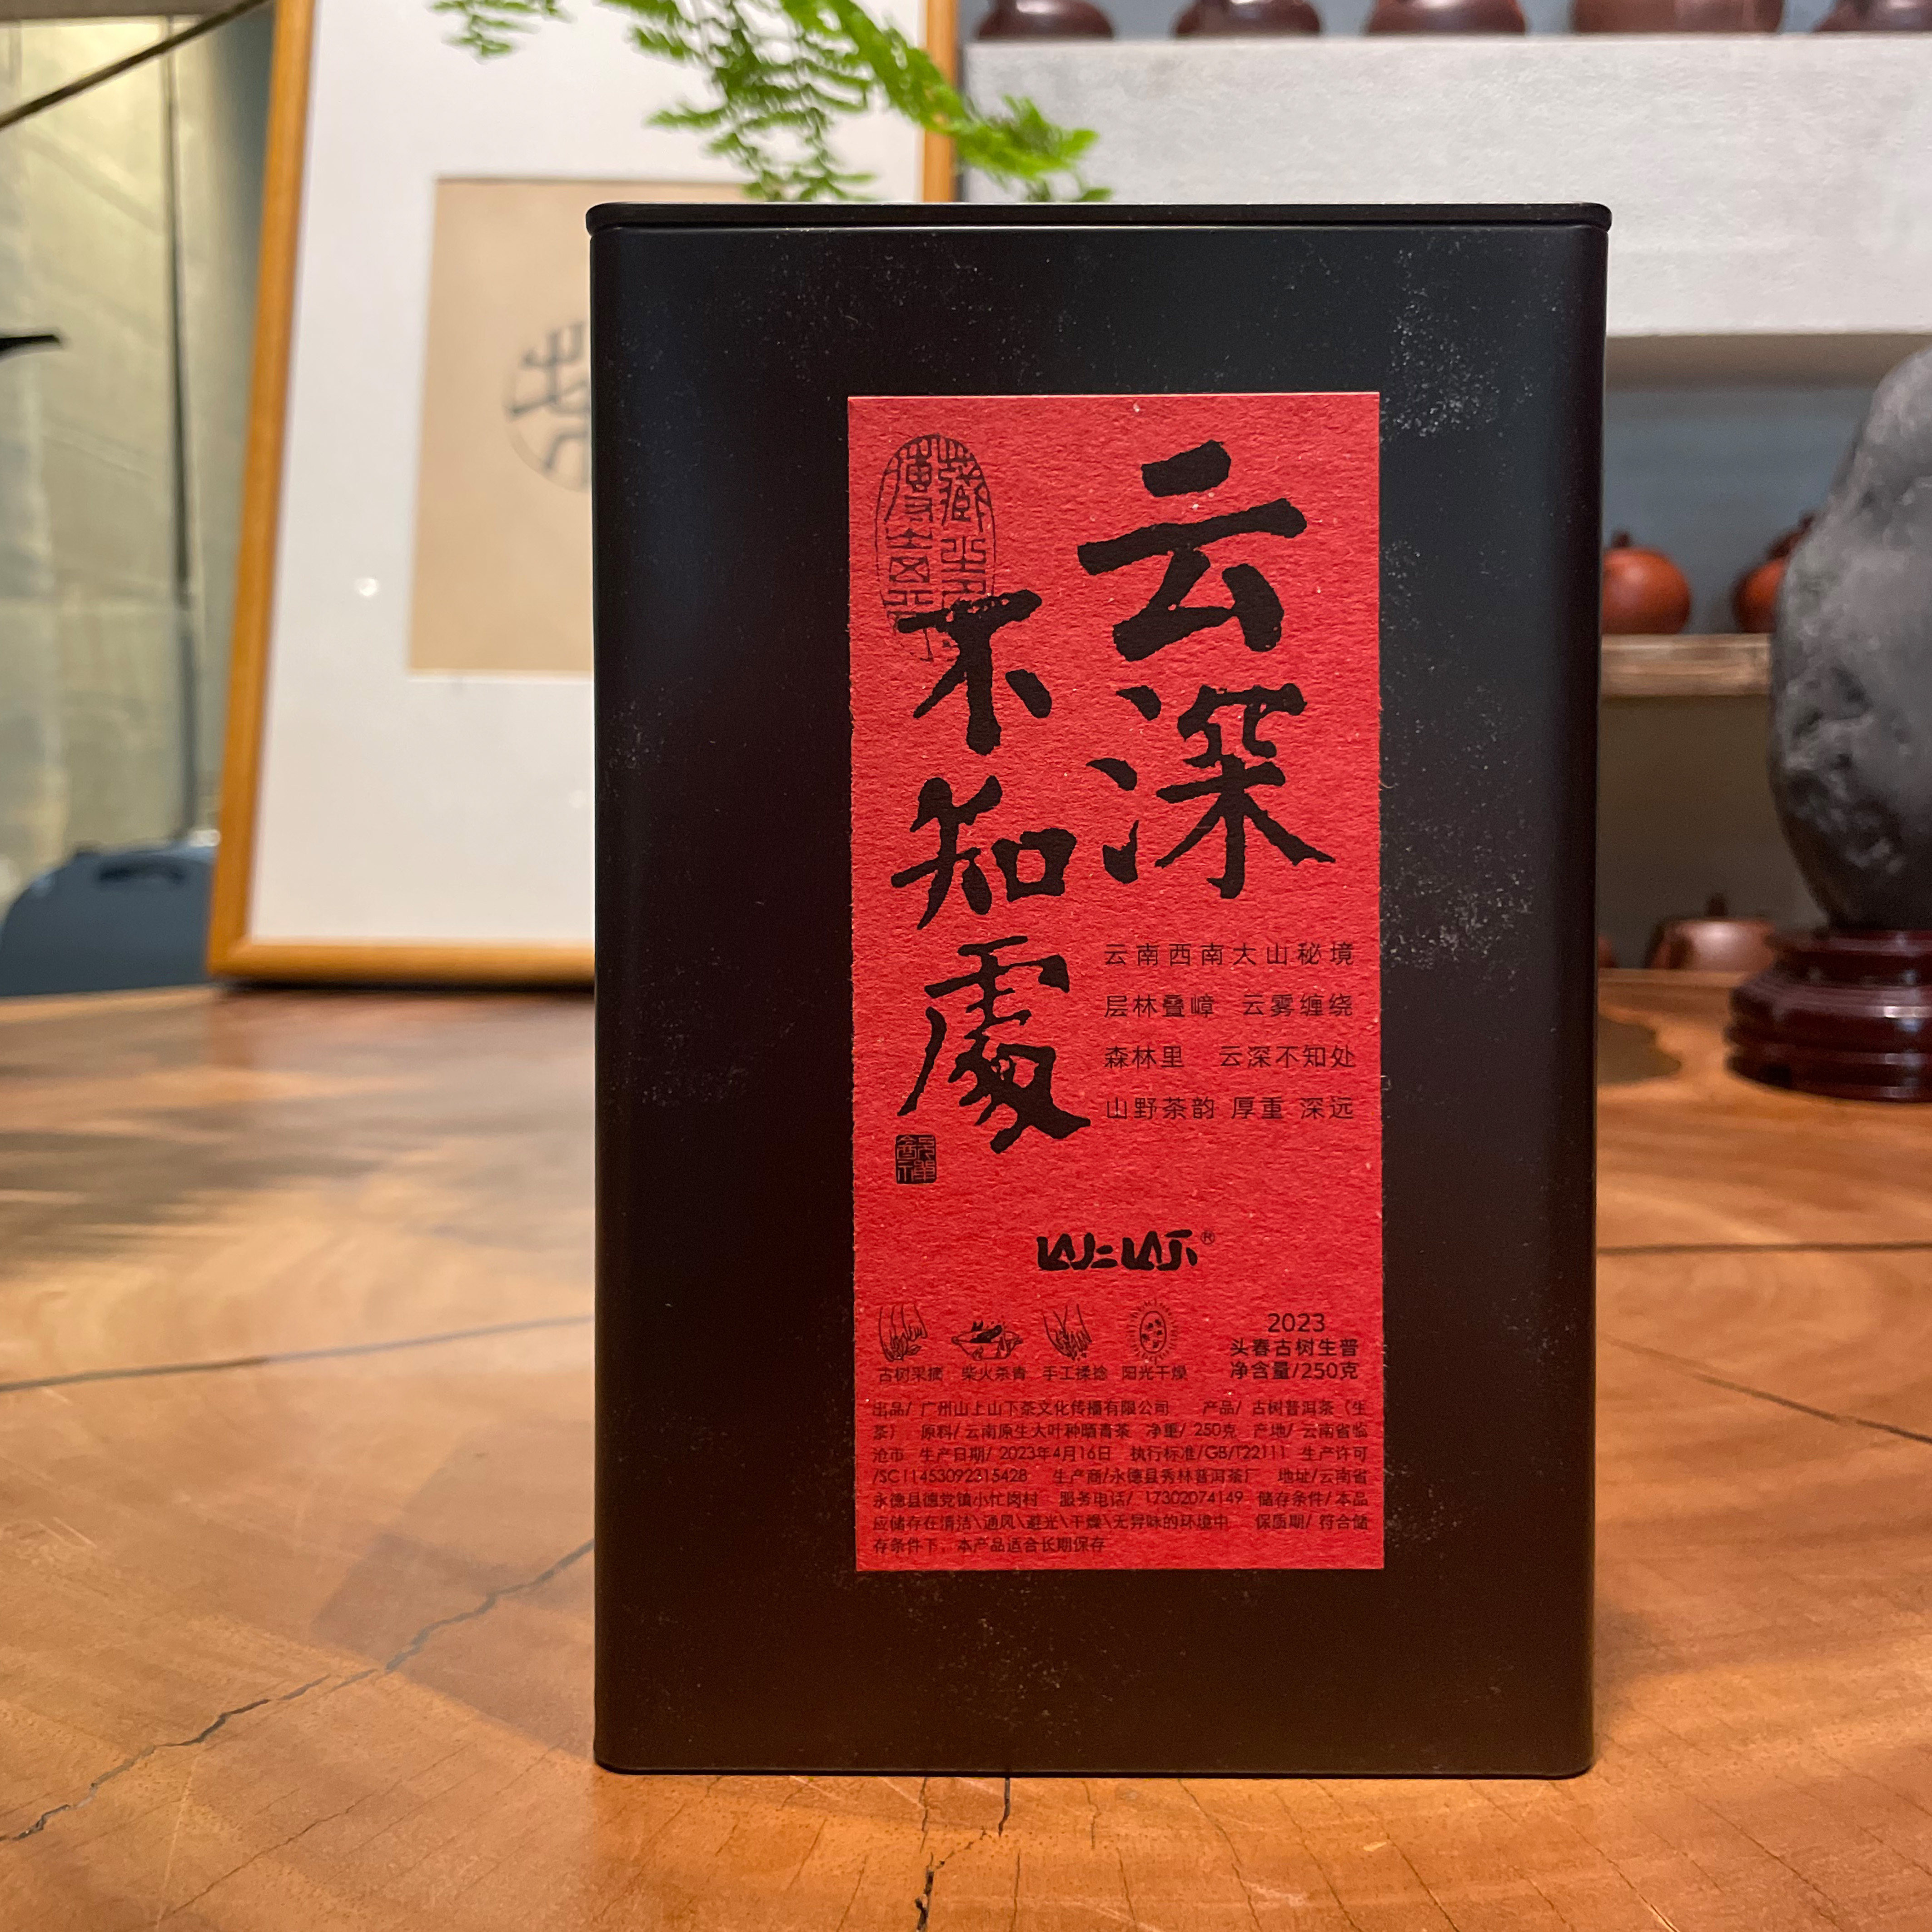 云深
不知處
云南西南大山秘境
层林叠嶂 云雾缠绕
森林里 云深不知处
山野茶韵 厚重 深远
山上山下®
古树采摘 柴火杀青 手工揉捻 阳光干燥
2023
头春古树生普
净含量/250克
出品/ 广州山上山下茶文化传播有限公司 产品/ 古树普洱茶（生
茶） 原料/ 云南原生大叶种晒青茶 净重/ 250克 产地/ 云南省临
沧市 生产日期/ 2023年4月16日 执行标准/GB/T22111 生产许可
/SC11453092315428 生产商/永德县秀林普洱茶厂 地址/云南省
永德县德党镇小忙岗村 服务电话/ 17302074149 储存条件/ 本品
应储存在清洁\通风\避光\干燥\无异味的环境中 保质期/ 符合储
存条件下，本产品适合长期保存